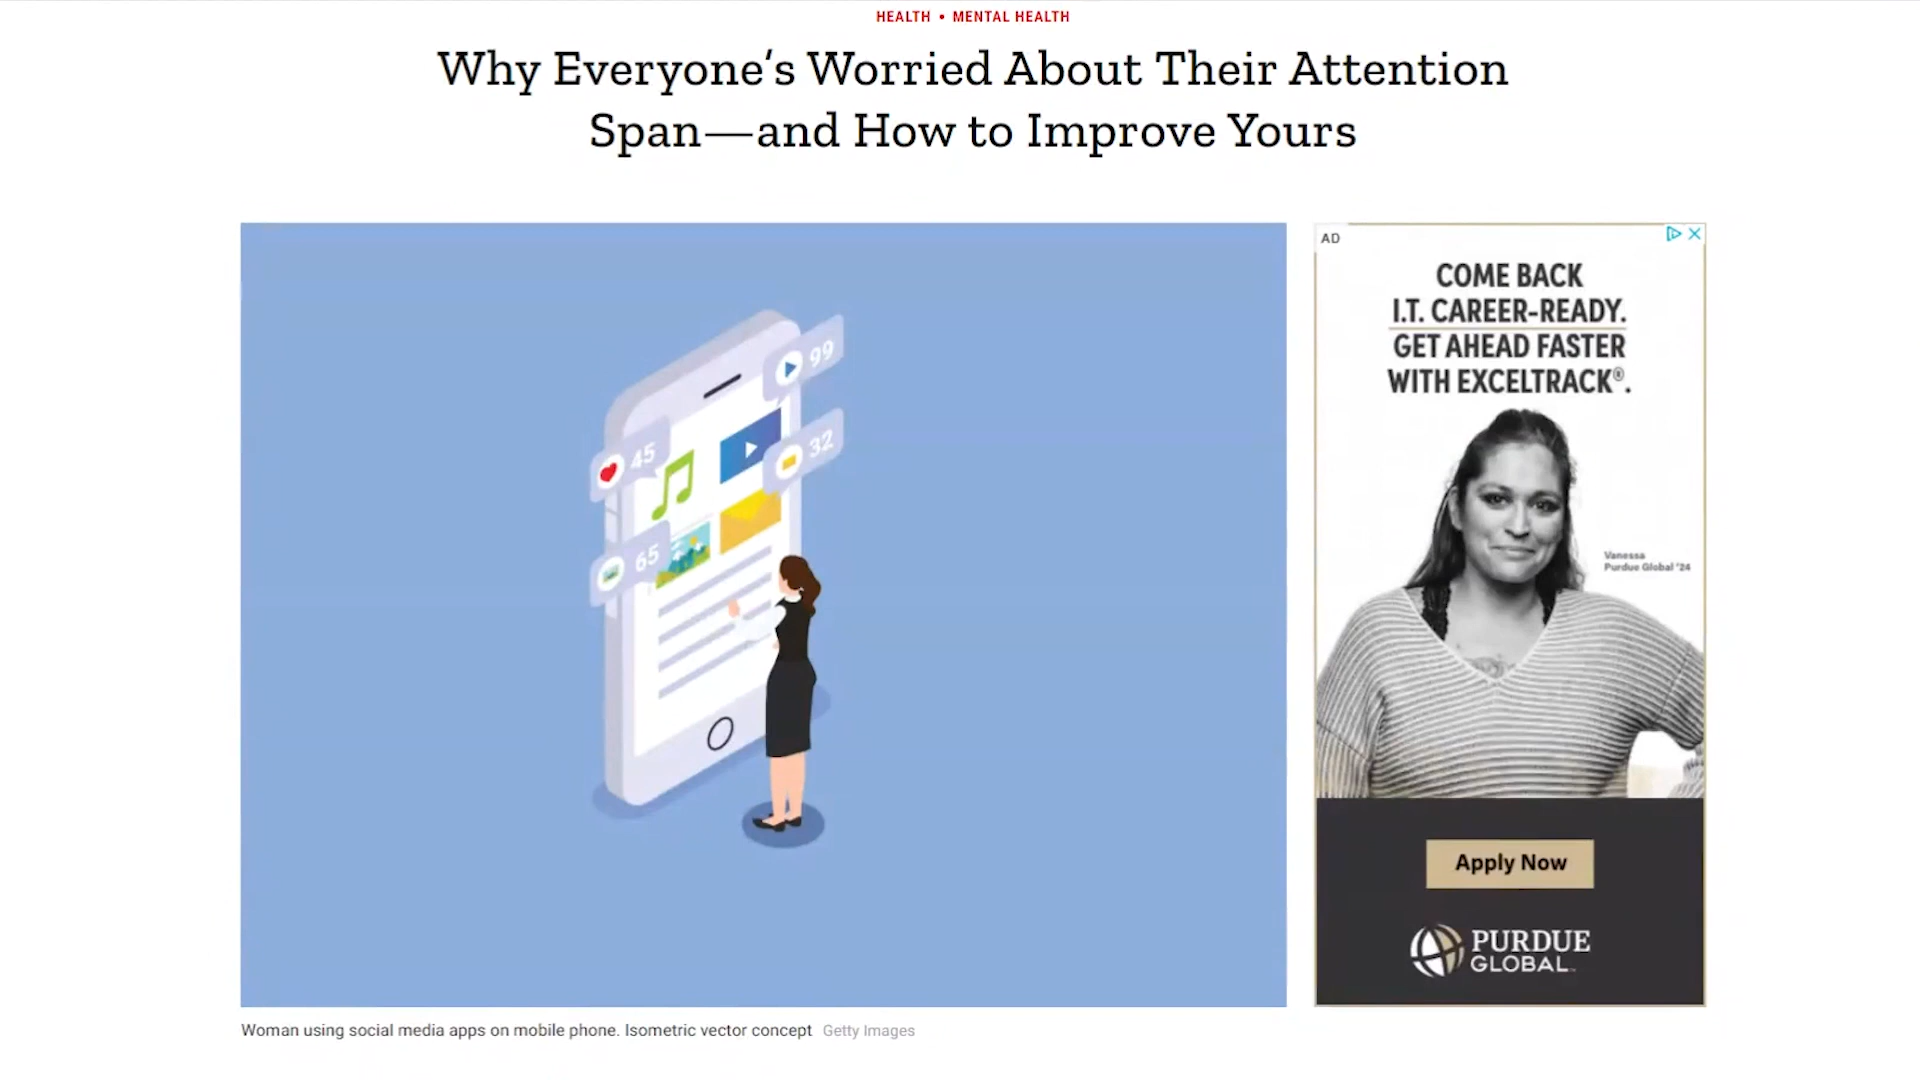 HEALTH • MENTAL HEALTH
Why Everyone’s Worried About Their Attention
Span—and How to Improve Yours
99
32
45
65
Woman using social media apps on mobile phone. Isometric vector concept Getty Images
AD
COME BACK
I.T. CAREER-READY.
GET AHEAD FASTER
WITH EXCELTRACK®.
Vanessa
Purdue Global '24
Apply Now
PURDUE
GLOBAL™